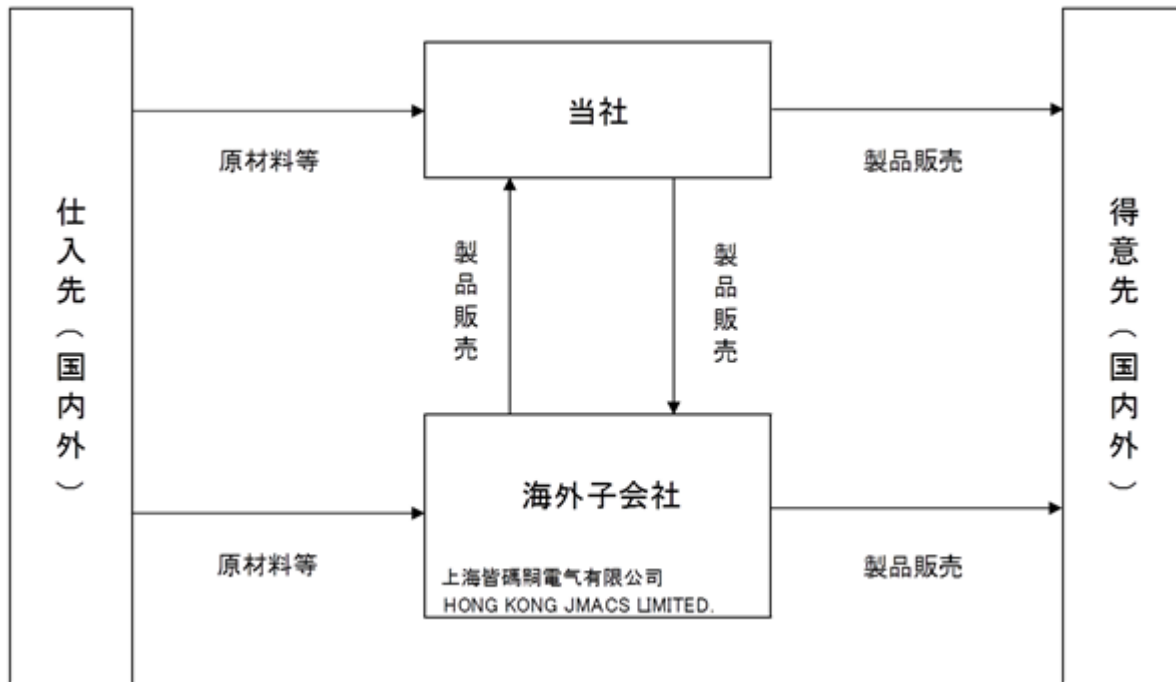 仕入先（国内外）
原材料等
当社
製品販売
製品販売
製品販売
原材料等
海外子会社
上海皆碼嗣電气有限公司
HONG KONG JMACS LIMITED.
製品販売
得意先（国内外）